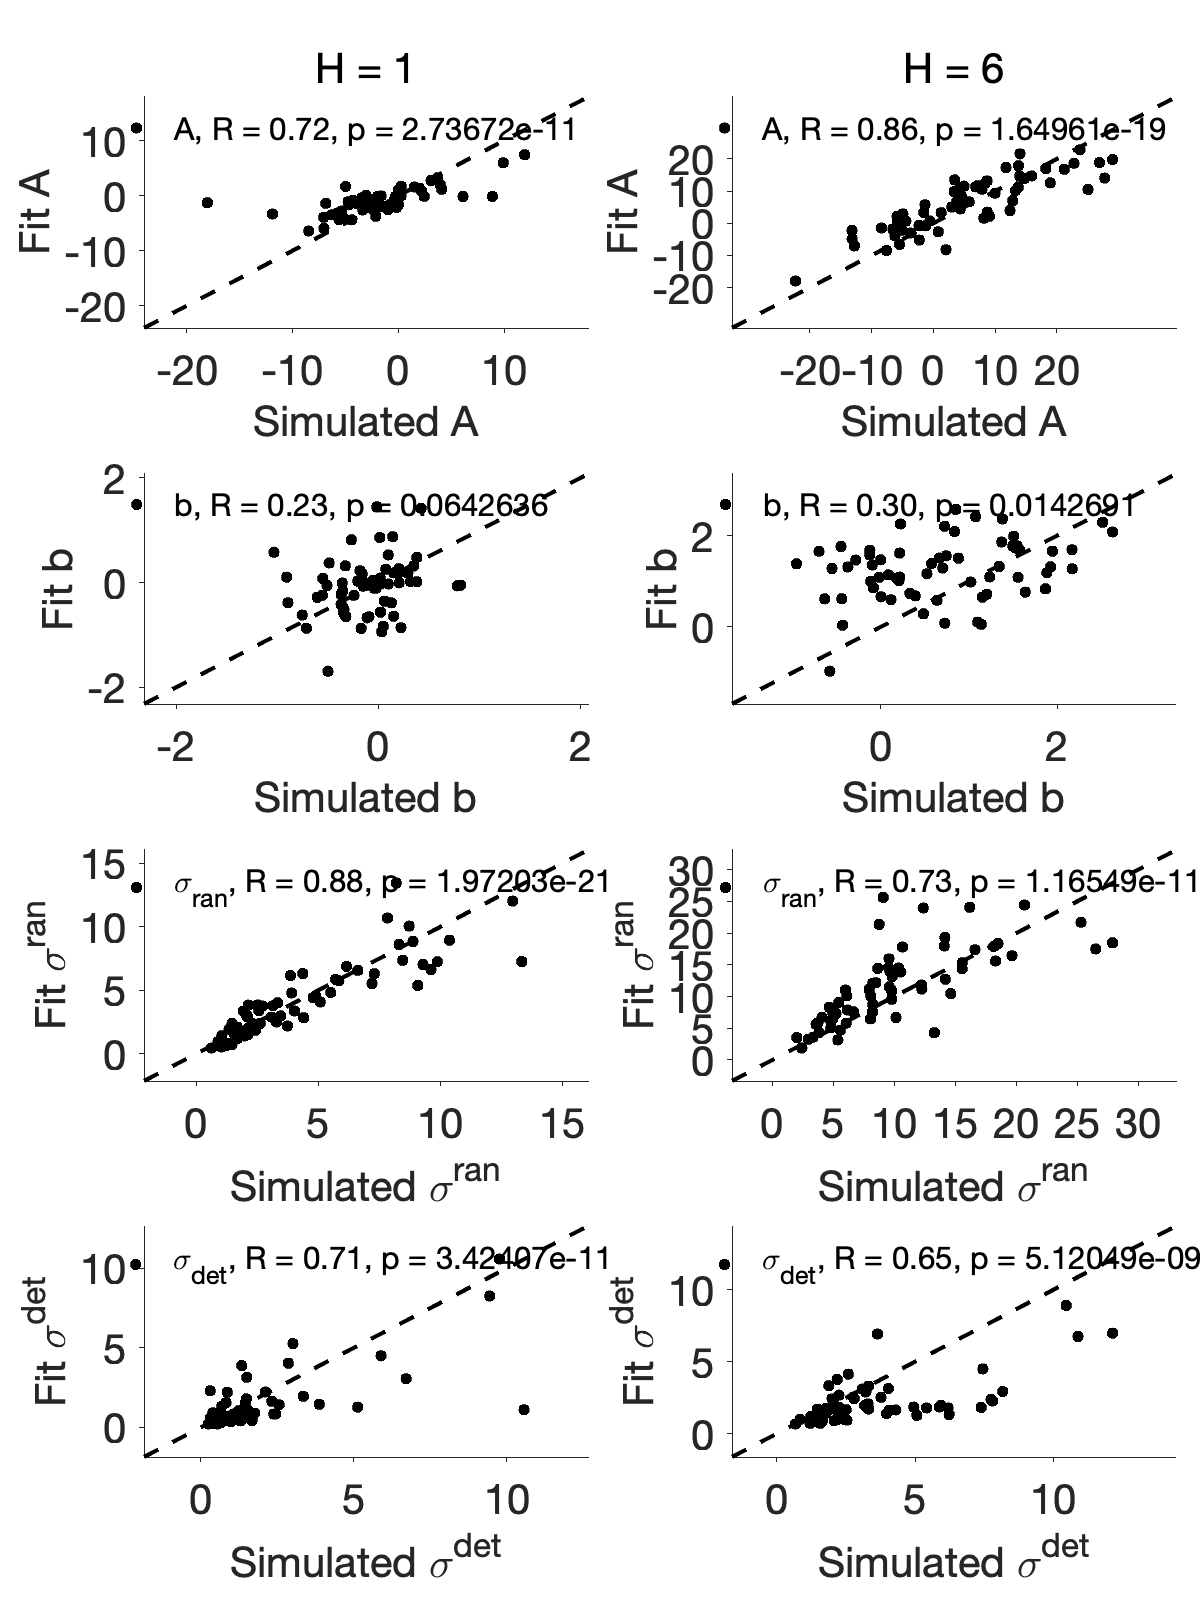 H = 1
H = 6
A, R = 0.72, p = 2.73672e-11
10
0
-10
-20
Fit A
-20 -10 0 10
Simulated A
A, R = 0.86, p = 1.64961e-19
20
10
0
-10
-20
Fit A
-20 -10 0 10 20
Simulated A
b, R = 0.23, p = 0.0642636
2
0
-2
Fit b
-2 0 2
Simulated b
b, R = 0.30, p = 0.0142691
2
0
Fit b
0 2
Simulated b
σran, R = 0.88, p = 1.97203e-21
15
10
5
0
Fit σran
0 5 10 15
Simulated σran
σran, R = 0.73, p = 1.16549e-11
30
25
20
15
10
5
0
Fit σran
0 5 10 15 20 25 30
Simulated σran
σdet, R = 0.71, p = 3.42407e-11
10
5
0
Fit σdet
0 5 10
Simulated σdet
σdet, R = 0.65, p = 5.12049e-09
10
5
0
Fit σdet
0 5 10
Simulated σdet